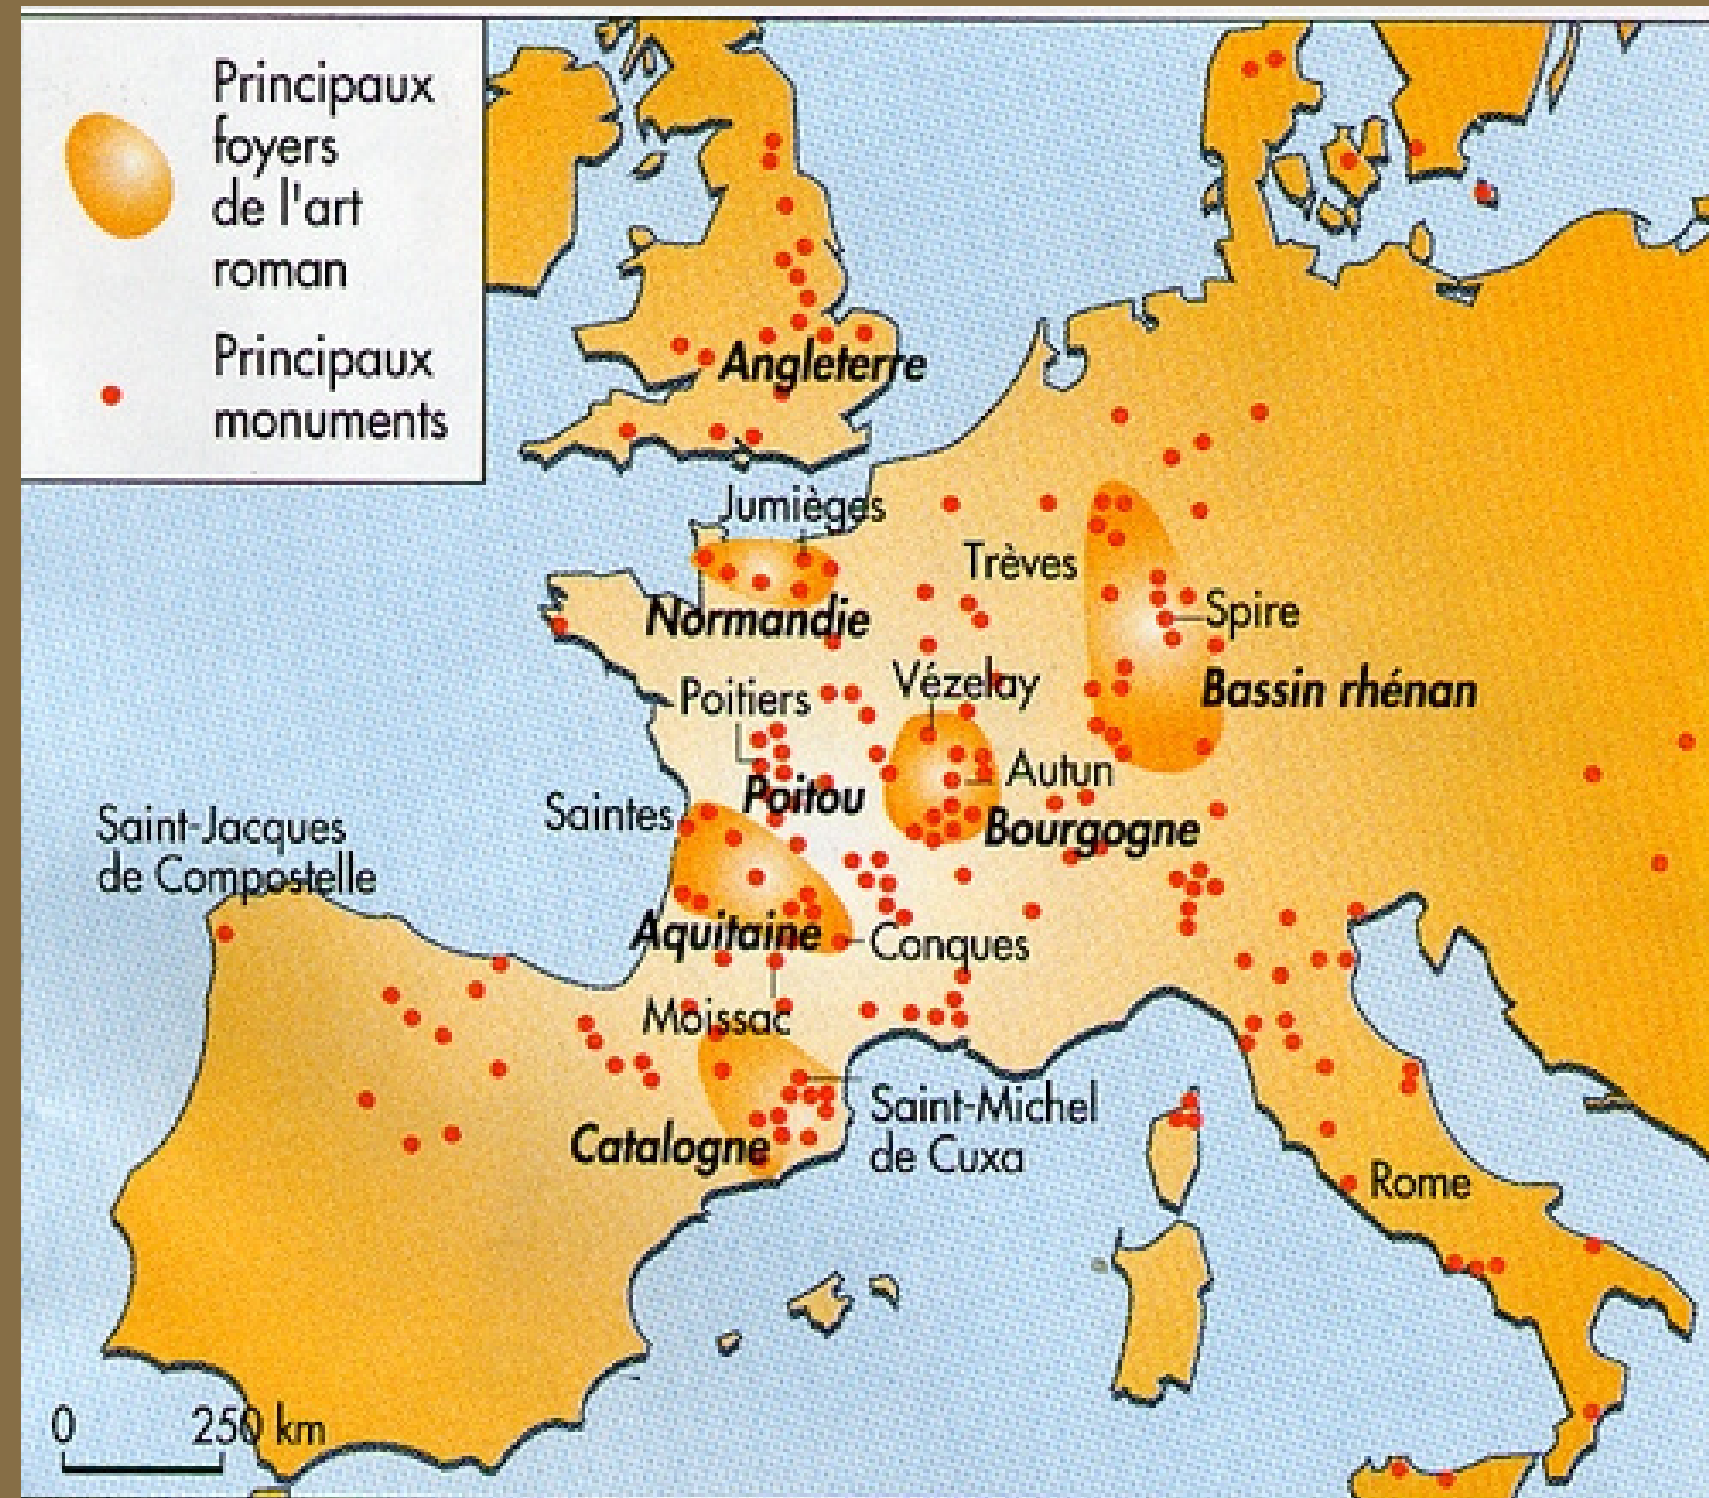 Principaux
foyers
de l'art
roman
Principaux
monuments
Angleterre
Jumièges
Trèves
Normandie
Spire
Vézelay
Bassin rhénan
Poitiers
Autun
Poitou
Saintes
Bourgogne
Saint-Jacques
de Compostelle
Aquitaine
Conques
Moissac
Saint-Michel
de Cuxa
Catalogne
Rome
0 250 km